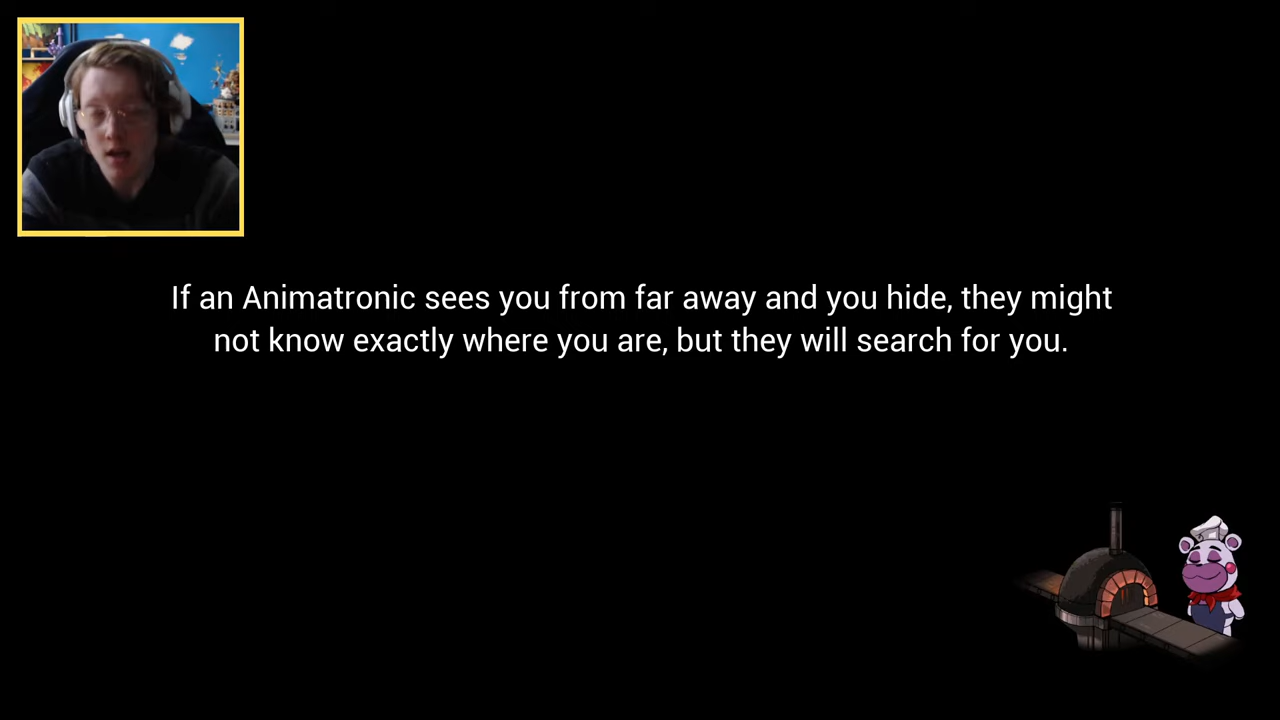 If an Animatronic sees you from far away and you hide, they might
not know exactly where you are, but they will search for you.